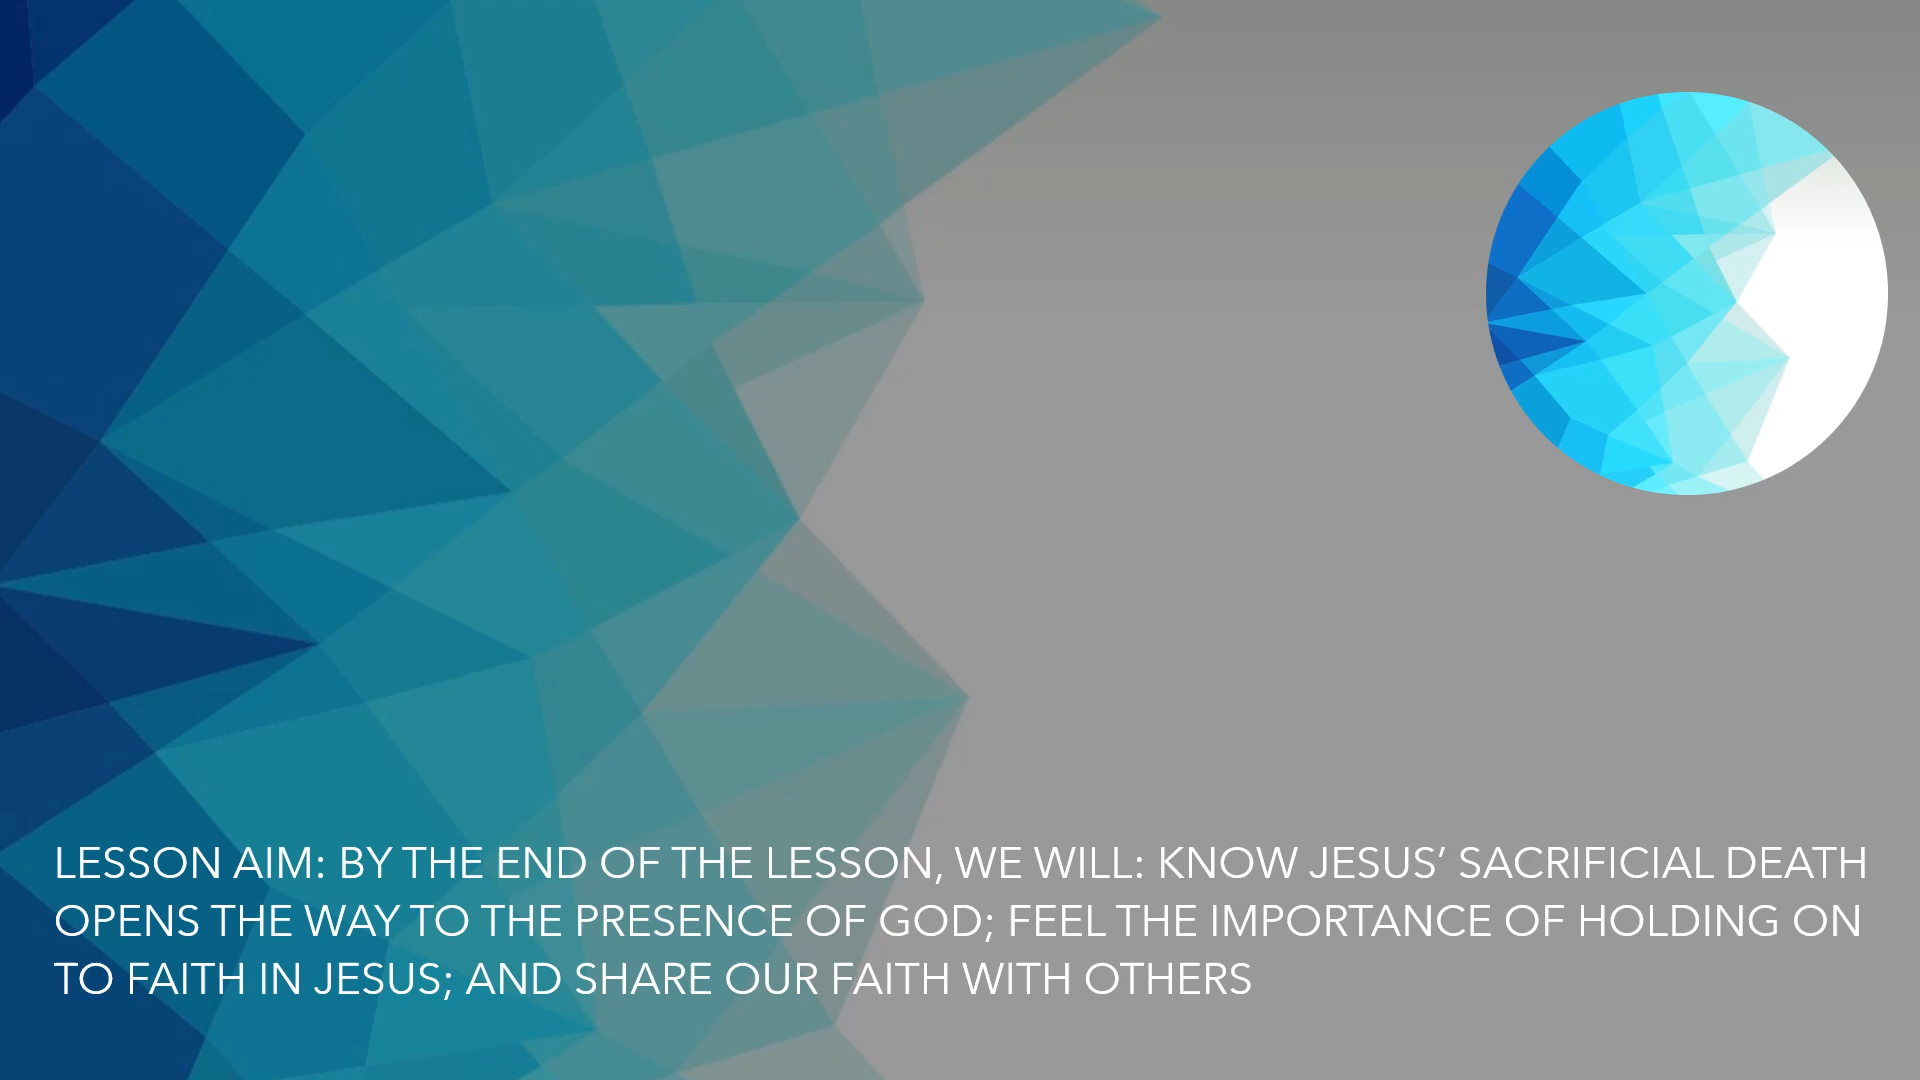 LESSON AIM: BY THE END OF THE LESSON, WE WILL: KNOW JESUS’ SACRIFICIAL DEATH
OPENS THE WAY TO THE PRESENCE OF GOD; FEEL THE IMPORTANCE OF HOLDING ON
TO FAITH IN JESUS; AND SHARE OUR FAITH WITH OTHERS